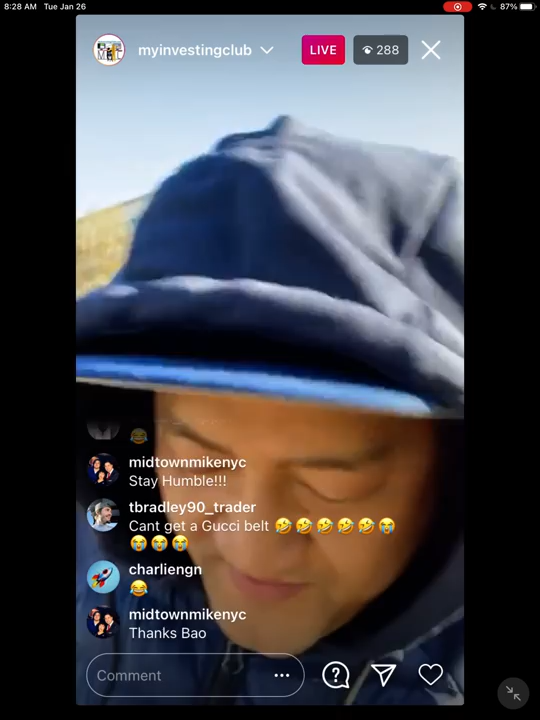 8:28 AM Tue Jan 26
87%
myinvestingclub
LIVE
288
😂
midtownmikenyc
Stay Humble!!!
tbradley90_trader
Cant get a Gucci belt 🤣🤣🤣🤣🤣😭
😭😭😭
charliengn
😂
midtownmikenyc
Thanks Bao
Comment